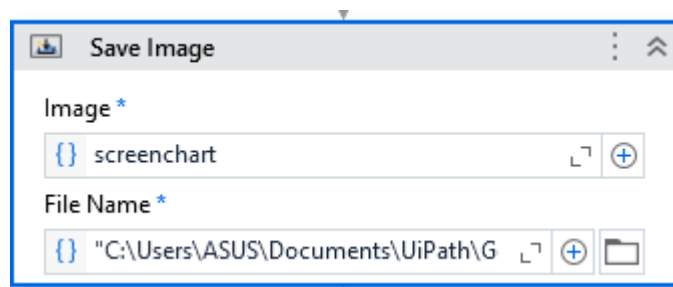 Save Image
Image *
{} screenchart
File Name *
{} "C:\Users\ASUS\Documents\UiPath\G